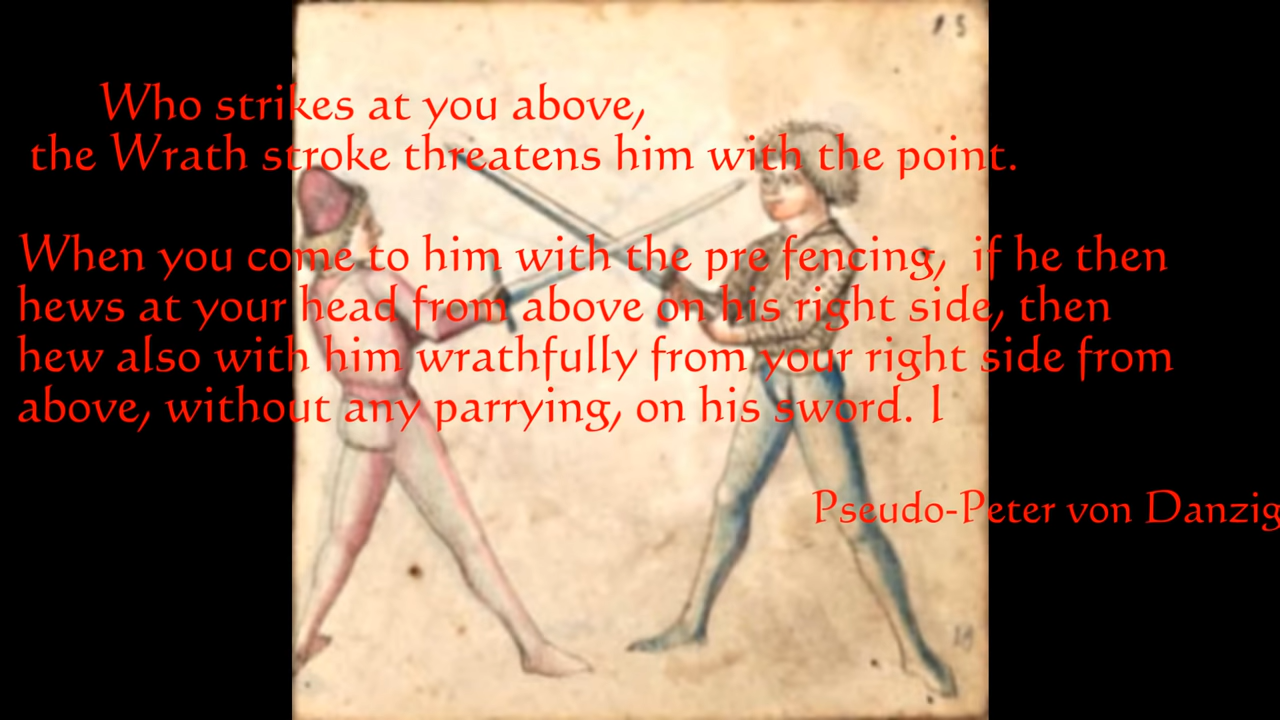 15
Who strikes at you above,
the Wrath stroke threatens him with the point.
When you come to him with the pre fencing, if he then
hews at your head from above on his right side, then
hew also with him wrathfully from your right side from
above, without any parrying, on his sword. l
Pseudo-Peter von Danzig